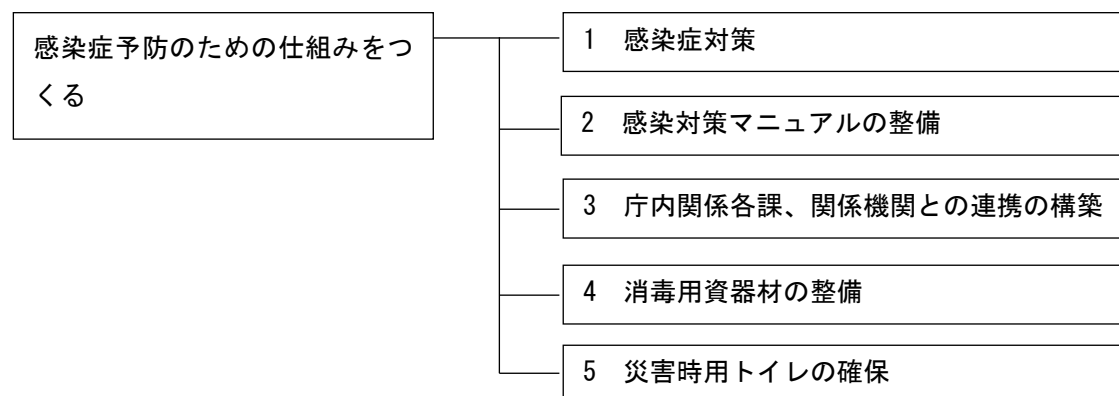 感染症予防のための仕組みをつ
くる
1　感染症対策
2　感染対策マニュアルの整備
3　庁内関係各課、関係機関との連携の構築
4　消毒用資器材の整備
5　災害時用トイレの確保